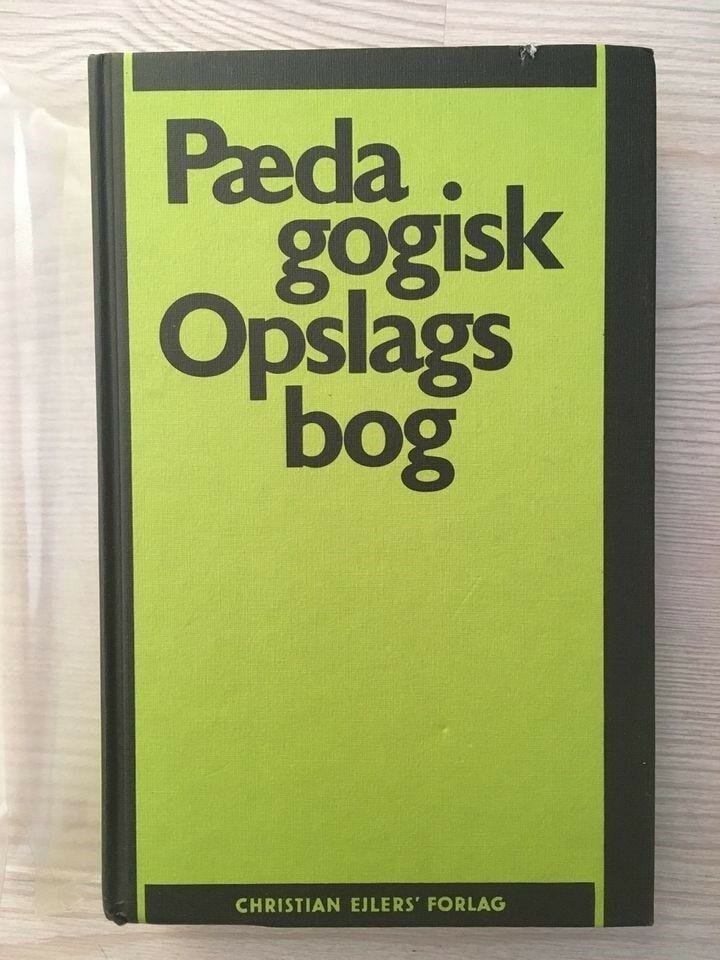 Pæda
gogisk
Opslags
bog
CHRISTIAN EJLERS' FORLAG